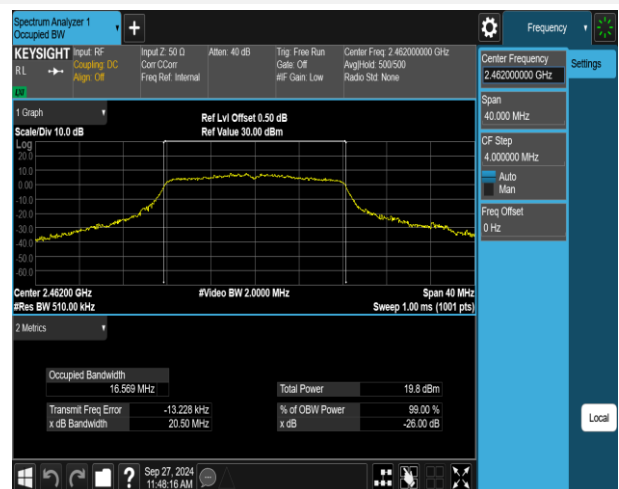 Spectrum Analyzer 1
Occupied BW
Frequency
KEYSIGHT
RL
LXI
Input: RF
Coupling: DC
Align: Off
Input Z: 50 Ω
Corr CCorr
Freq Ref: Internal
Atten: 40 dB
Trig: Free Run
Gate: Off
#IF Gain: Low
Center Freq: 2.462000000 GHz
Avg|Hold: 500/500
Radio Std: None
Center Frequency
2.462000000 GHz
Settings
Span
40.000 MHz
CF Step
4.000000 MHz
Auto
Man
Freq Offset
0 Hz
1 Graph
Scale/Div 10.0 dB
Ref Lvl Offset 0.50 dB
Ref Value 30.00 dBm
Log
20.0
10.0
0.00
-10.0
-20.0
-30.0
-40.0
-50.0
-60.0
Center 2.46200 GHz
#Video BW 2.0000 MHz
Span 40 MHz
#Res BW 510.00 kHz
Sweep 1.00 ms (1001 pts)
2 Metrics
Occupied Bandwidth
16.569 MHz
Total Power 19.8 dBm
Transmit Freq Error -13.228 kHz
% of OBW Power 99.00 %
x dB Bandwidth 20.50 MHz
x dB -26.00 dB
Local
?
Sep 27, 2024
11:48:16 AM